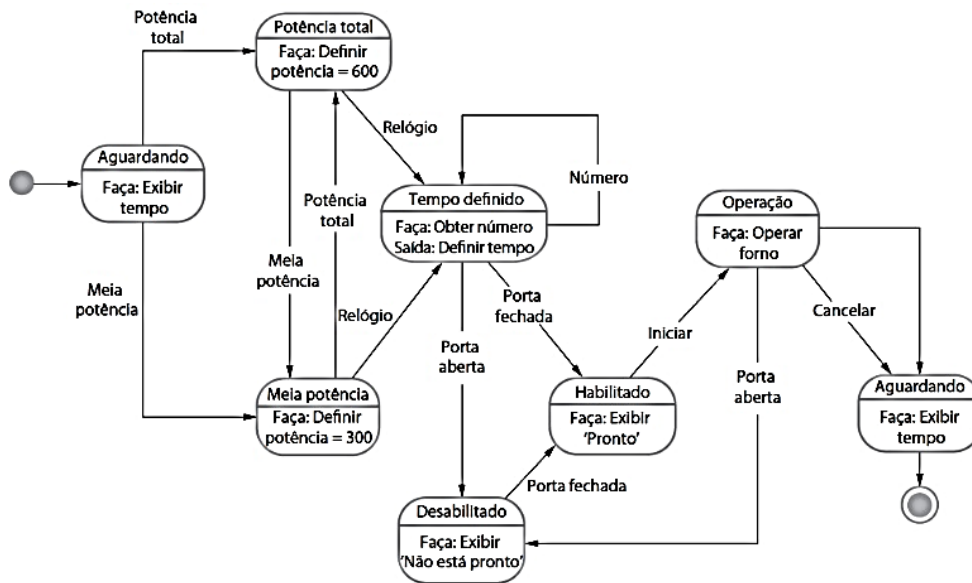 Potência
total
Potência total
Faça: Definir
potência = 600
Relógio
Aguardando
Faça: Exibir
tempo
Potência
total
Número
Tempo definido
Faça: Obter número
Saída: Definir tempo
Operação
Faça: Operar
forno
Meia
potência
Meia
potência
Relógio
Porta
fechada
Porta
aberta
Iniciar
Cancelar
Porta
aberta
Meia potência
Faça: Definir
potência = 300
Habilitado
Faça: Exibir
‘Pronto’
Aguardando
Faça: Exibir
tempo
Porta fechada
Desabilitado
Faça: Exibir
‘Não está pronto’